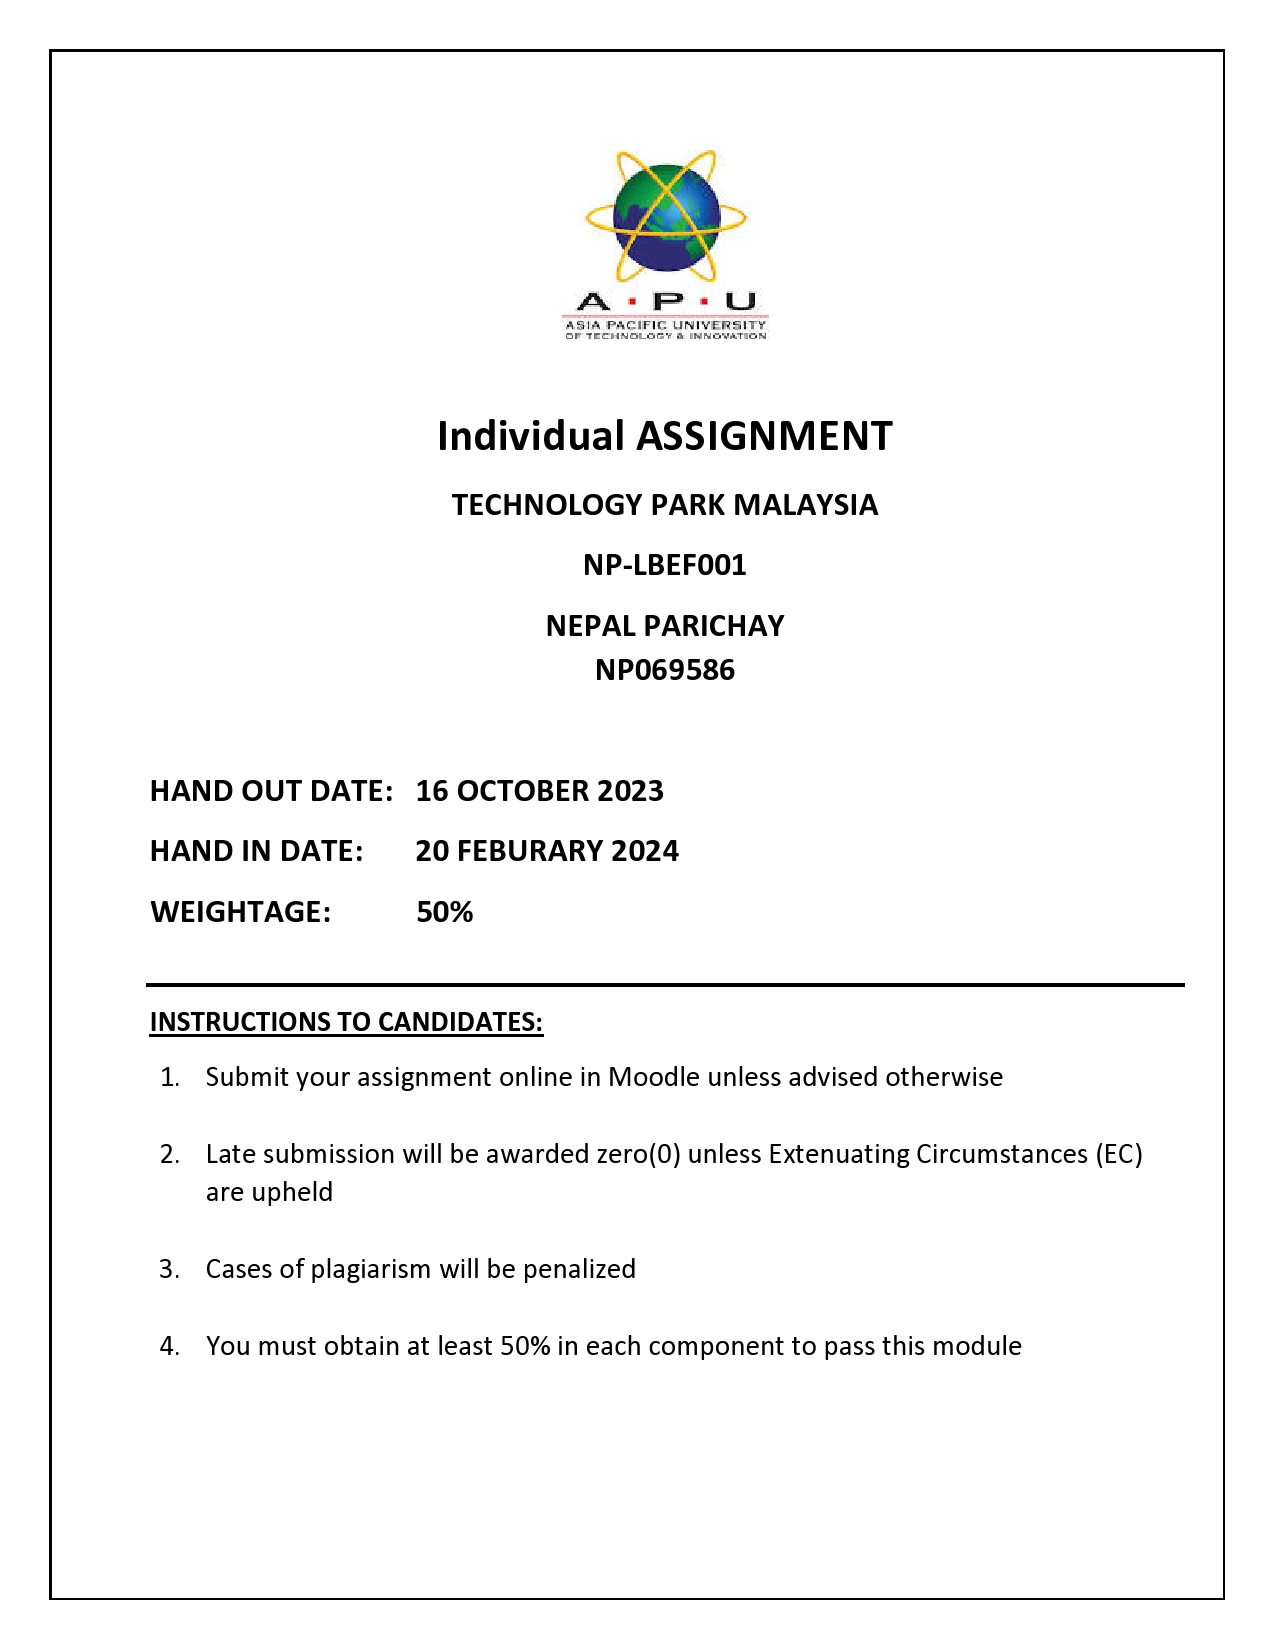 A • P • U
ASIA PACIFIC UNIVERSITY
OF TECHNOLOGY & INNOVATION
Individual ASSIGNMENT
TECHNOLOGY PARK MALAYSIA
NP-LBEF001
NEPAL PARICHAY
NP069586
HAND OUT DATE: 16 OCTOBER 2023
HAND IN DATE: 20 FEBURARY 2024
WEIGHTAGE: 50%
INSTRUCTIONS TO CANDIDATES:
1. Submit your assignment online in Moodle unless advised otherwise
2. Late submission will be awarded zero(0) unless Extenuating Circumstances (EC)
are upheld
3. Cases of plagiarism will be penalized
4. You must obtain at least 50% in each component to pass this module